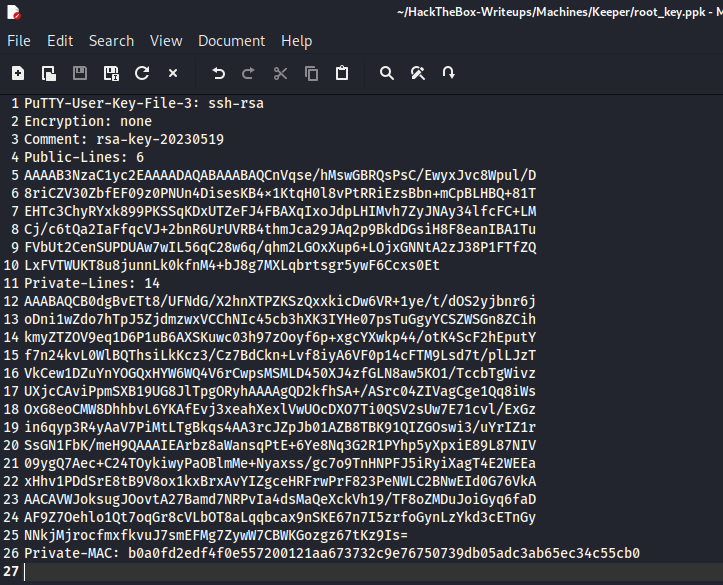 ~/HackTheBox-Writeups/Machines/Keeper/root_key.ppk - M
File Edit Search View Document Help
1 PuTTY-User-Key-File-3: ssh-rsa
2 Encryption: none
3 Comment: rsa-key-20230519
4 Public-Lines: 6
5 AAAAB3NzaC1yc2EAAAADAQABAAABAQCnVqse/hMswGBRQsPsC/EwyxJvc8Wpul/D
6 8riCZV30ZbfEF09z0PNUn4DisesKB4×1KtqH0l8vPtRRiEzsBbn+mCpBLHBQ+81T
7 EHTc3ChyRYxk899PKSSqKDxUTZeFJ4FBAXqIxoJdpLHIMvh7ZyJNAy34lfcFC+LM
8 Cj/c6tQa2IaFfqcVJ+2bnR6UrUVRB4thmJca29JAq2p9BkdDGsiH8F8eanIBA1Tu
9 FVbUt2CenSUPDUAw7wIL56qC28w6q/qhm2LGOxXup6+LOjxGNNtA2zJ38P1FTfZQ
10 LxFVTWUKT8u8junnLk0kfnM4+bJ8g7MXLqbrtsgr5ywF6Ccxs0Et
11 Private-Lines: 14
12 AAABAQCB0dgBvETt8/UFNdG/X2hnXTPZKSzQxxkicDw6VR+1ye/t/dOS2yjbnr6j
13 oDni1wZdo7hTpJ5ZjdmzwxVCChNIc45cb3hXK3IYHe07psTuGgyYCSZWSGn8ZCih
14 kmyZTZOV9eq1D6P1uB6AXSKuwc03h97zOoyf6p+xgcYXwkp44/otK4ScF2hEputY
15 f7n24kvL0WlBQThsiLkKcz3/Cz7BdCkn+Lvf8iyA6VF0p14cFTM9Lsd7t/plLJzT
16 VkCew1DZuYnYOGQxHYW6WQ4V6rCwpsMSMLD450XJ4zfGLN8aw5KO1/TccbTgWivz
17 UXjcCAviPpmSXB19UG8JlTpgORyhAAAAgQD2kfhSA+/ASrc04ZIVagCge1Qq8iWs
18 OxG8eoCMW8DhhbvL6YKAfEvj3xeahXexlVwUOcDXO7Ti0QSV2sUw7E71cvl/ExGz
19 in6qyp3R4yAaV7PiMtLTgBkqs4AA3rcJZpJb01AZB8TBK91QIZGOswi3/uYrIZ1r
20 SsGN1FbK/meH9QAAAIEArbz8aWansqPtE+6Ye8Nq3G2R1PYhp5yXpxiE89L87NIV
21 09ygQ7Aec+C24TOykiwyPaOBlmMe+Nyaxss/gc7o9TnHNPFJ5iRyiXagT4E2WEEa
22 xHhv1PDdSrE8tB9V8ox1kxBrxAvYIZgceHRFrwPrF823PeNWLC2BNwEId0G76VkA
23 AACAVWJoksugJOovtA27Bamd7NRPvIa4dsMaQeXckVh19/TF8oZMDuJoiGyq6faD
24 AF9Z7Oehlo1Qt7oqGr8cVLbOT8aLqqbcax9nSKE67n7I5zrfoGynLzYkd3cETnGy
25 NNkjMjrocfmxfkvuJ7smEFMg7ZywW7CBWKGozgz67tKz9Is=
26 Private-MAC: b0a0fd2edf4f0e557200121aa673732c9e76750739db05adc3ab65ec34c55cb0
27